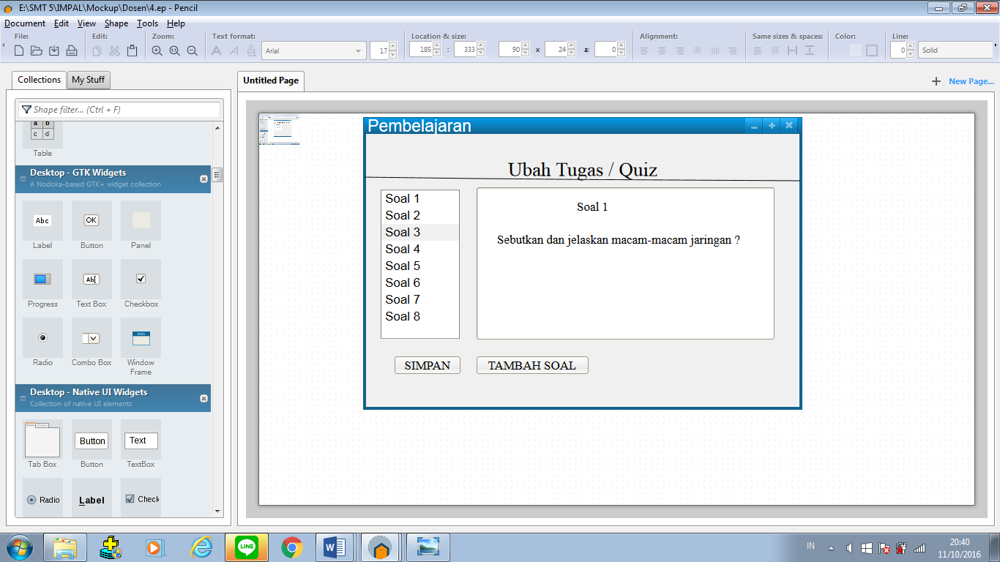 E:\SMT 5\IMPAL\Mockup\Dosen\4.ep - Pencil
Document Edit View Shape Tools Help
File: Edit: Zoom: Text format: Location & size: Alignment: Same sizes & spaces: Color: Line:
Arial 17 185 : 333 90 x 24 a: 0 0 Solid
Collections My Stuff
Shape filter... (Ctrl + F)
a b
c d
Table
Desktop - GTK Widgets
A Nodoka-based GTK+ widget collection
Abc OK
Label Button Panel
Ab
Progress Text Box Checkbox
Window
Radio Combo Box Window
Frame
Desktop - Native UI Widgets
Collection of native UI elements
Button Text
Tab Box Button TextBox
Radio Label Check
Untitled Page
New Page...
Pembelajaran
Ubah Tugas / Quiz
Soal 1
Soal 2
Soal 3
Soal 4
Soal 5
Soal 6
Soal 7
Soal 8
Soal 1
Sebutkan dan jelaskan macam-macam jaringan ?
SIMPAN TAMBAH SOAL
LINE
IN
20:40
11/10/2016